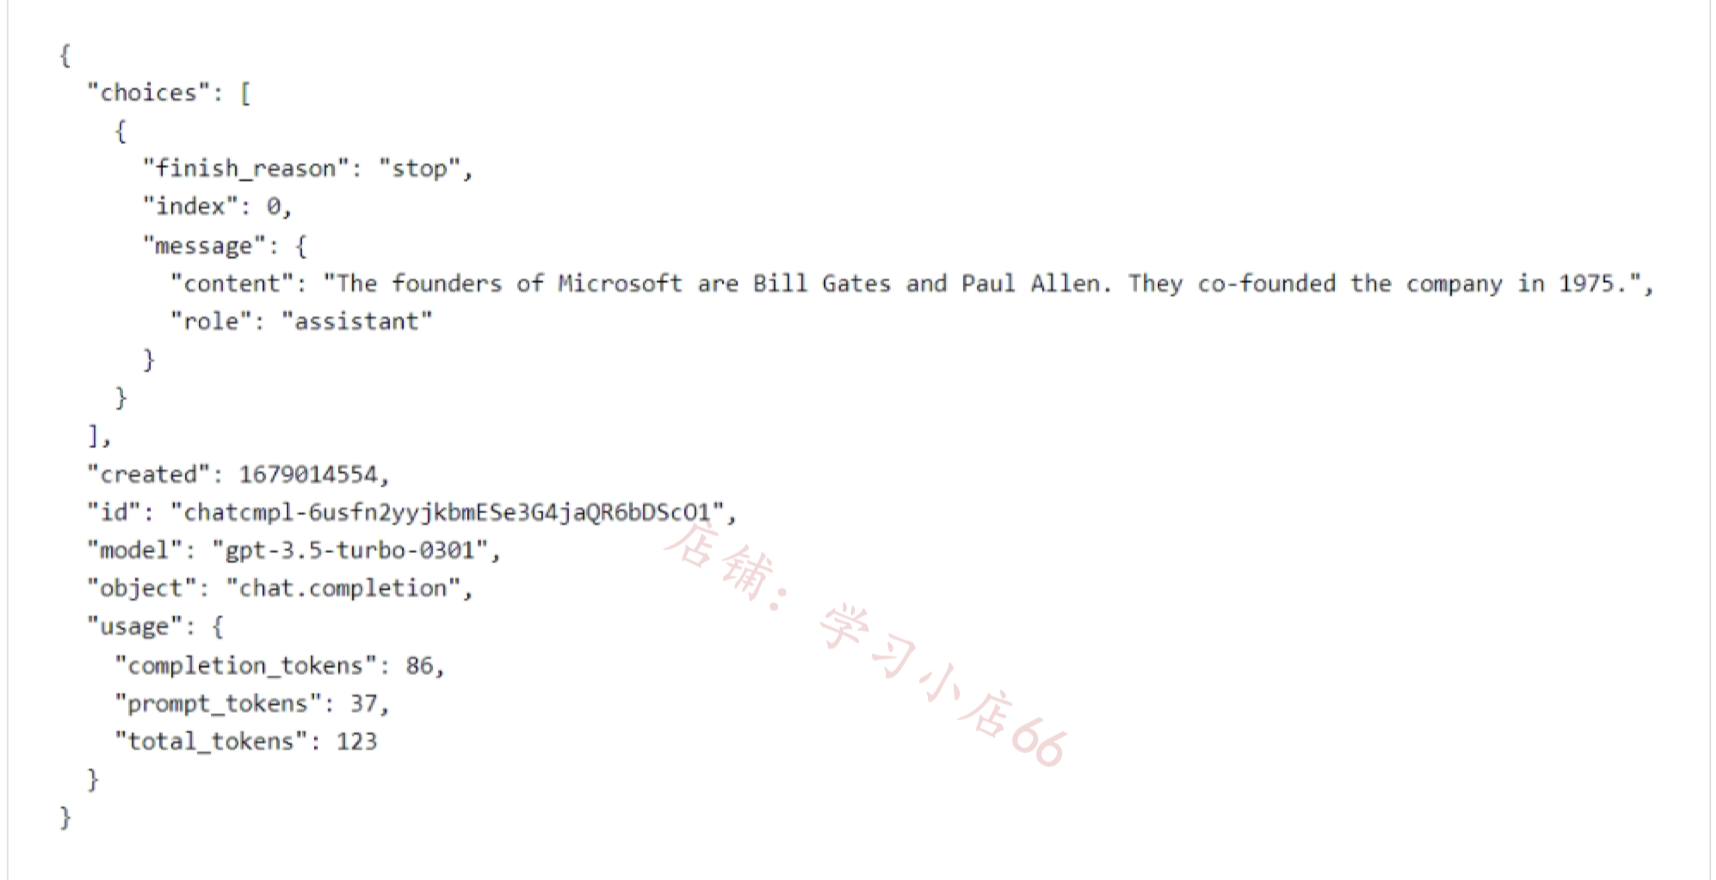 {
  "choices": [
    {
      "finish_reason": "stop",
      "index": 0,
      "message": {
        "content": "The founders of Microsoft are Bill Gates and Paul Allen. They co-founded the company in 1975.",
        "role": "assistant"
      }
    }
  ],
  "created": 1679014554,
  "id": "chatcmpl-6usfn2yyjkbmESe3G4jaQR6bDScO1",
  "model": "gpt-3.5-turbo-0301",
  "object": "chat.completion",
  "usage": {
    "completion_tokens": 86,
    "prompt_tokens": 37,
    "total_tokens": 123
  }
}
店铺：学习小店66